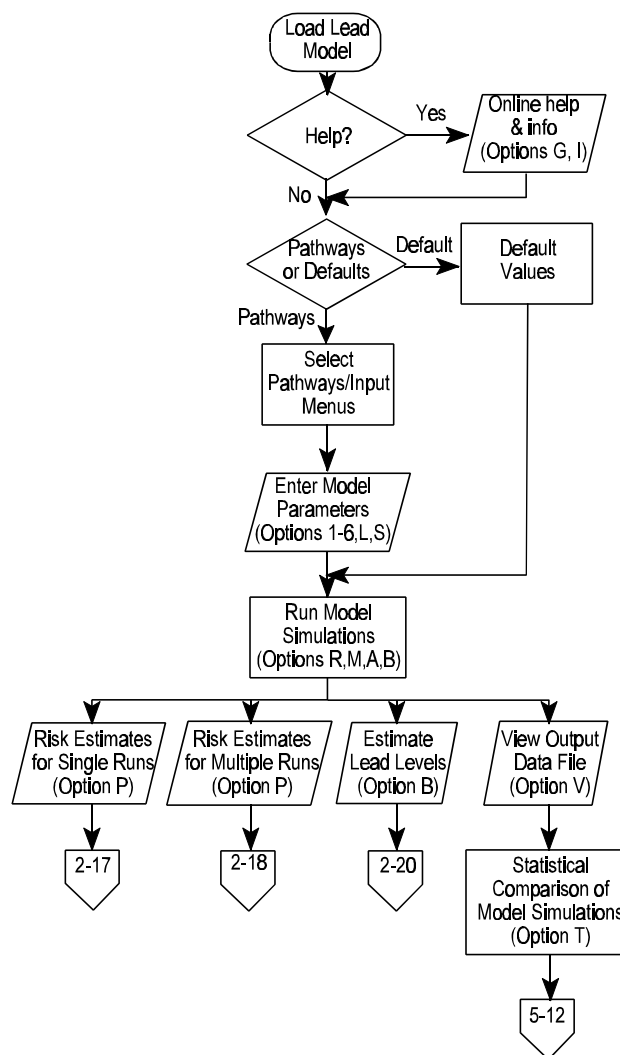 Load Lead
Model
Help?
Yes
Online help
& info
(Options G, I)
No
Pathways
or Defaults
Default
Default
Values
Pathways
Select
Pathways/Input
Menus
Enter Model
Parameters
(Options 1-6,L,S)
Run Model
Simulations
(Options R,M,A,B)
Risk Estimates
for Single Runs
(Option P)
Risk Estimates
for Multiple Runs
(Option P)
Estimate
Lead Levels
(Option B)
View Output
Data File
(Option V)
2-17
2-18
2-20
Statistical
Comparison of
Model Simulations
(Option T)
5-12